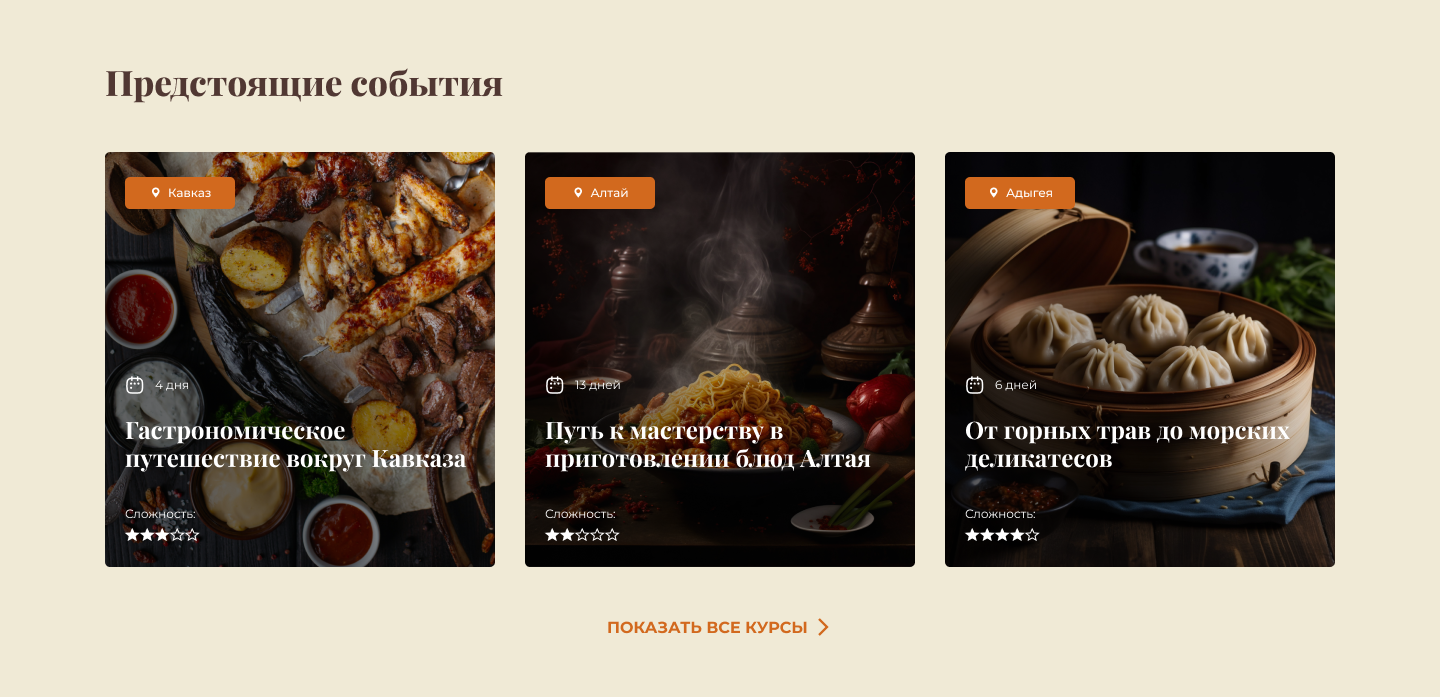 Предстоящие события
Кавказ
4 дня
Гастрономическое
путешествие вокруг Кавказа
Сложность:
Алтай
13 дней
Путь к мастерству в
приготовлении блюд Алтая
Сложность:
Адыгея
6 дней
От горных трав до морских
деликатесов
Сложность:
ПОКАЗАТЬ ВСЕ КУРСЫ